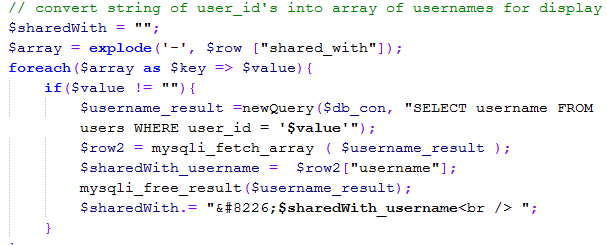 // convert string of user_id's into array of usernames for display
$sharedWith = "";
$array = explode('-', $row ["shared_with"]);
foreach($array as $key => $value){
if($value != ""){
$username_result =newQuery($db_con, "SELECT username FROM
users WHERE user_id = '$value'");
$row2 = mysqli_fetch_array ( $username_result );
$sharedWith_username =  $row2["username"];
mysqli_free_result($username_result);
$sharedWith.= "&#8226;$sharedWith_username<br /> ";
}